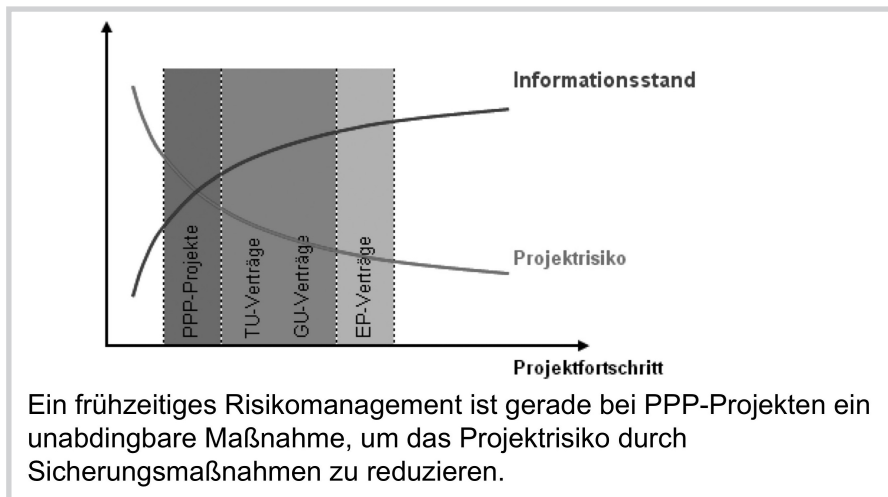 Informationsstand
PPP-Projekte
TU-Verträge
GU-Verträge
EP-Verträge
Projektrisiko
Projektfortschritt
Ein frühzeitiges Risikomanagement ist gerade bei PPP-Projekten ein
unabdingbare Maßnahme, um das Projektrisiko durch
Sicherungsmaßnahmen zu reduzieren.